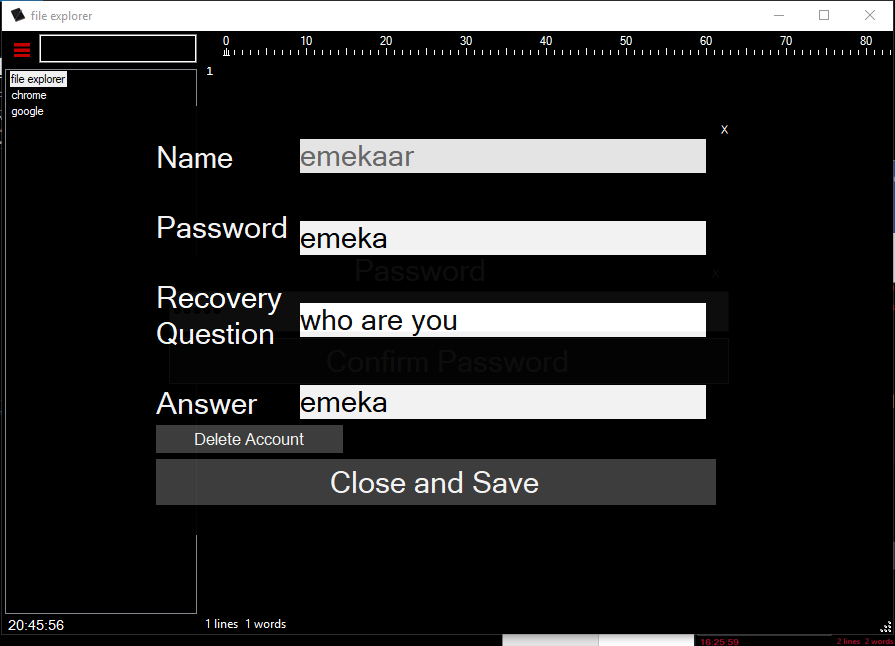 file explorer
0 10 20 30 40 50 60 70 80
file explorer
1
chrome
google
X
Name emekaar
Password emeka
Password x
Recovery
Question who are you
Confirm Password
Answer emeka
Delete Account
Close and Save
20:45:56 1 lines 1 words
16:25:59 2 lines 2 words